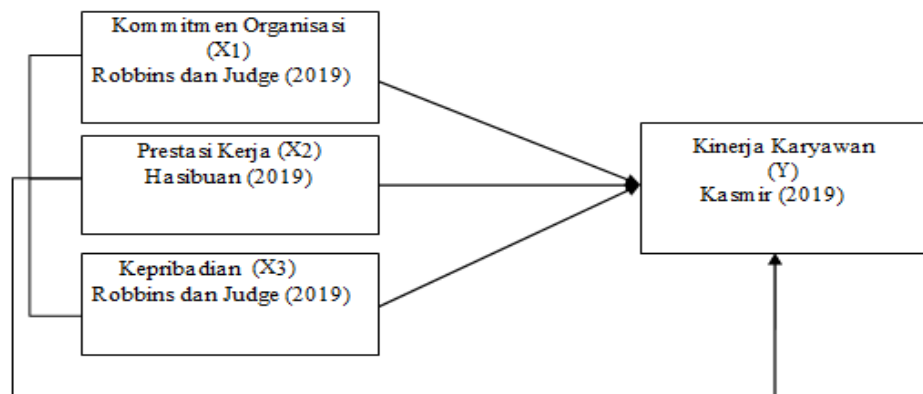 Kommitmen Organisasi
(X1)
Robbins dan Judge (2019)
Prestasi Kerja (X2)
Hasibuan (2019)
Kepribadian (X3)
Robbins dan Judge (2019)
Kinerja Karyawan
(Y)
Kasmir (2019)